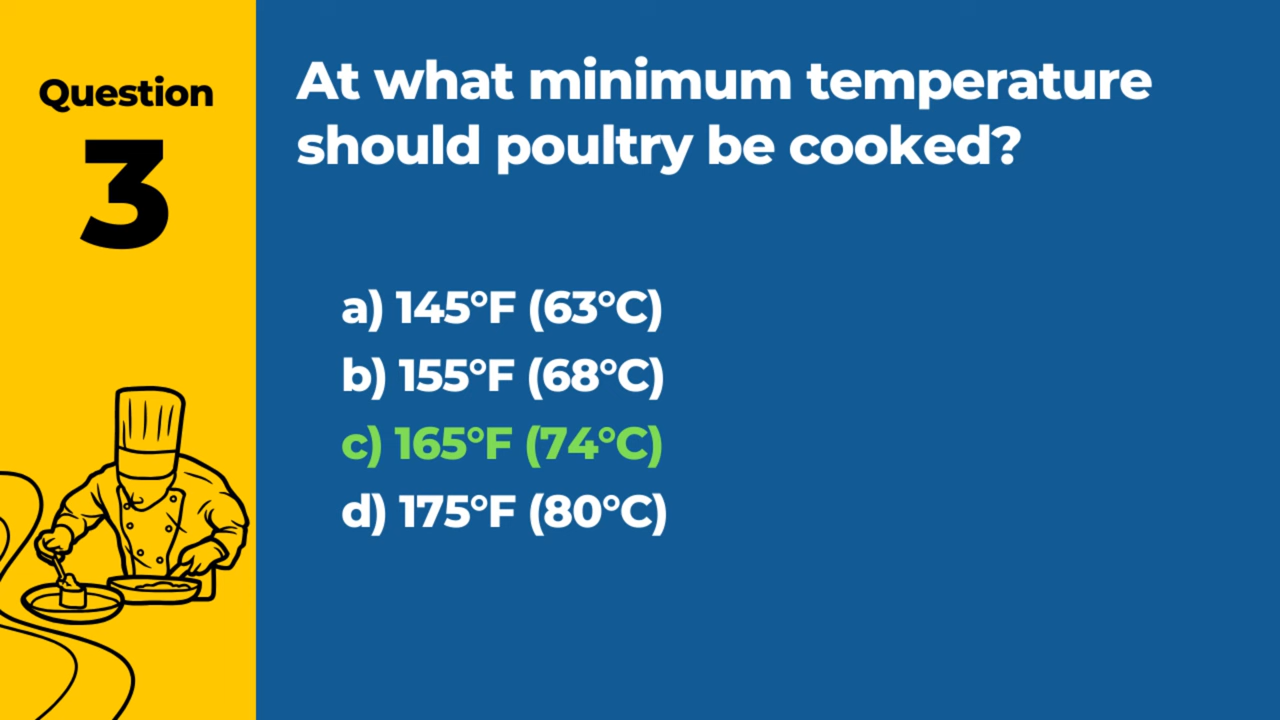 Question
3
At what minimum temperature
should poultry be cooked?
a) 145°F (63°C)
b) 155°F (68°C)
c) 165°F (74°C)
d) 175°F (80°C)